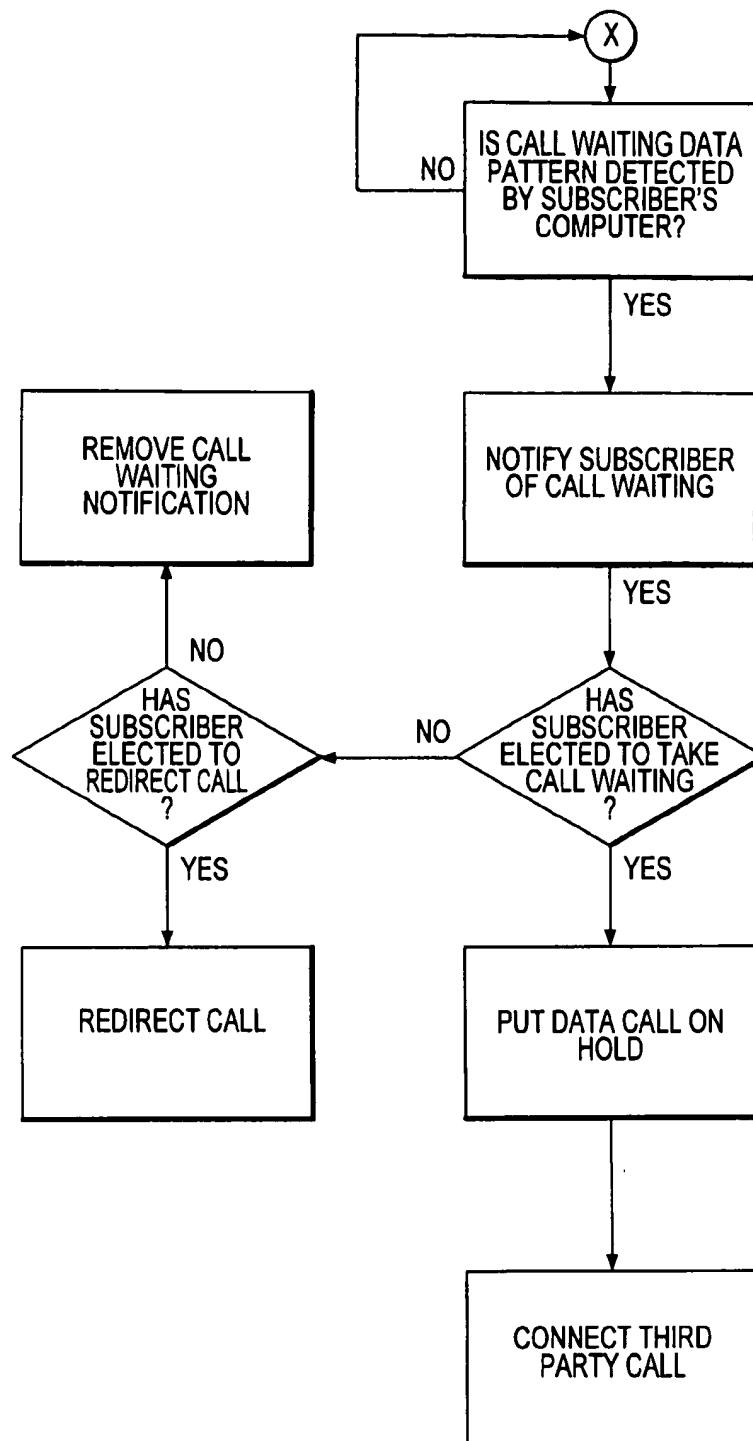 X
IS CALL WAITING DATA
PATTERN DETECTED
BY SUBSCRIBER'S
COMPUTER?
NO
YES
REMOVE CALL
WAITING
NOTIFICATION
NOTIFY SUBSCRIBER
OF CALL WAITING
YES
NO
HAS
SUBSCRIBER
ELECTED TO
REDIRECT CALL
?
NO
HAS
SUBSCRIBER
ELECTED TO TAKE
CALL WAITING
?
YES
YES
REDIRECT CALL
PUT DATA CALL ON
HOLD
CONNECT THIRD
PARTY CALL